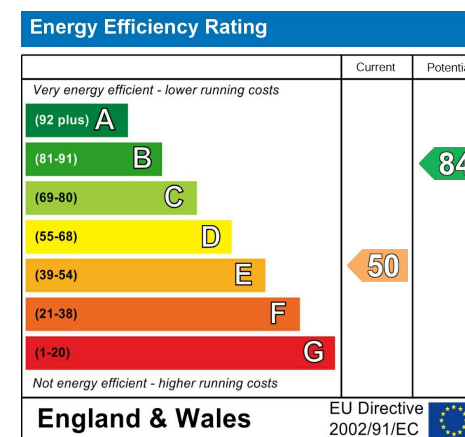 Energy Efficiency Rating
Current Potentia
Very energy efficient - lower running costs
(92 plus) A
(81-91) B
84
(69-80) C
(55-68) D
(39-54) E
50
(21-38) F
(1-20) G
Not energy efficient - higher running costs
England & Wales
EU Directive
2002/91/EC